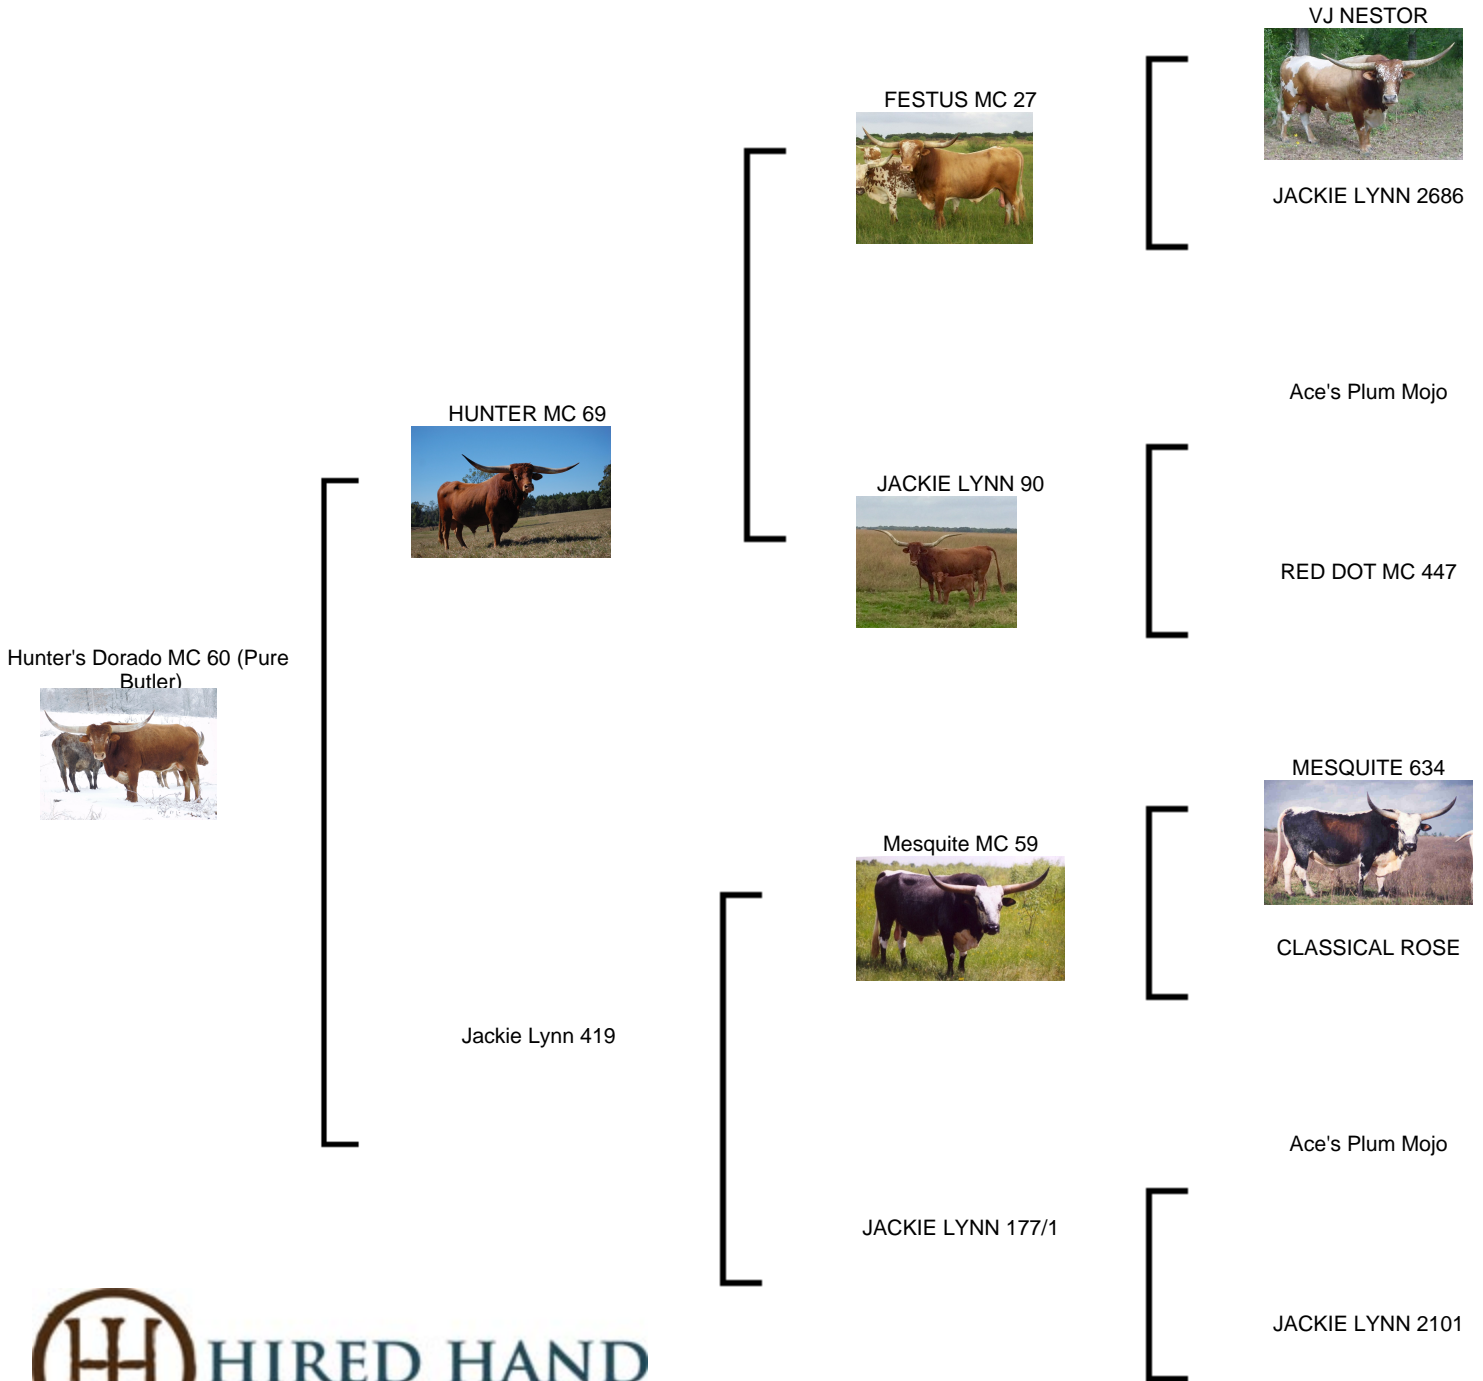 VJ NESTOR
FESTUS MC 27
JACKIE LYNN 2686
Ace's Plum Mojo
HUNTER MC 69
JACKIE LYNN 90
RED DOT MC 447
Hunter's Dorado MC 60 (Pure
Butler)
MESQUITE 634
Mesquite MC 59
CLASSICAL ROSE
Jackie Lynn 419
Ace's Plum Mojo
JACKIE LYNN 177/1
JACKIE LYNN 2101
HIRED HAND